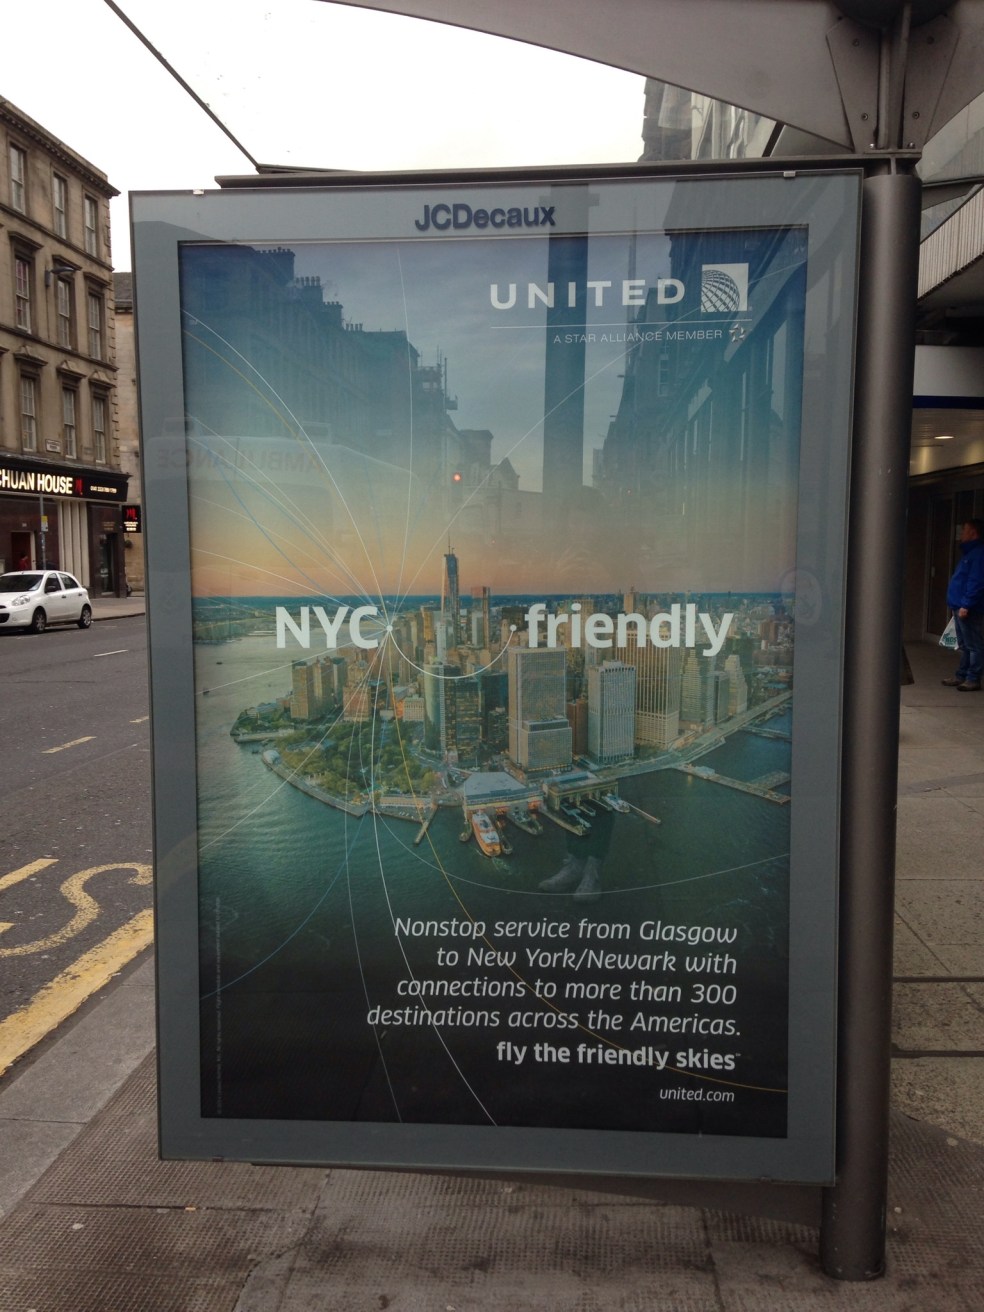 JCDecaux
UNITED
A STAR ALLIANCE MEMBER
AMBULANCE
CHUAN HOUSE
NYC friendly
Nonstop service from Glasgow
to New York/Newark with
connections to more than 300
destinations across the Americas.
fly the friendly skies
united.com